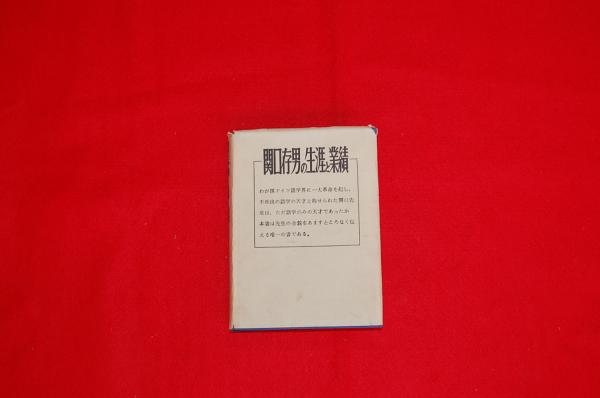 関口存男の生涯と業績
わが国ドイツ語学界に一大革命を起し、
不世出の語学の天才と称せられた関口先
生は、ただ語学のみの天才であったか
本書は先生の全貌をあますところなく伝
える唯一の書である。